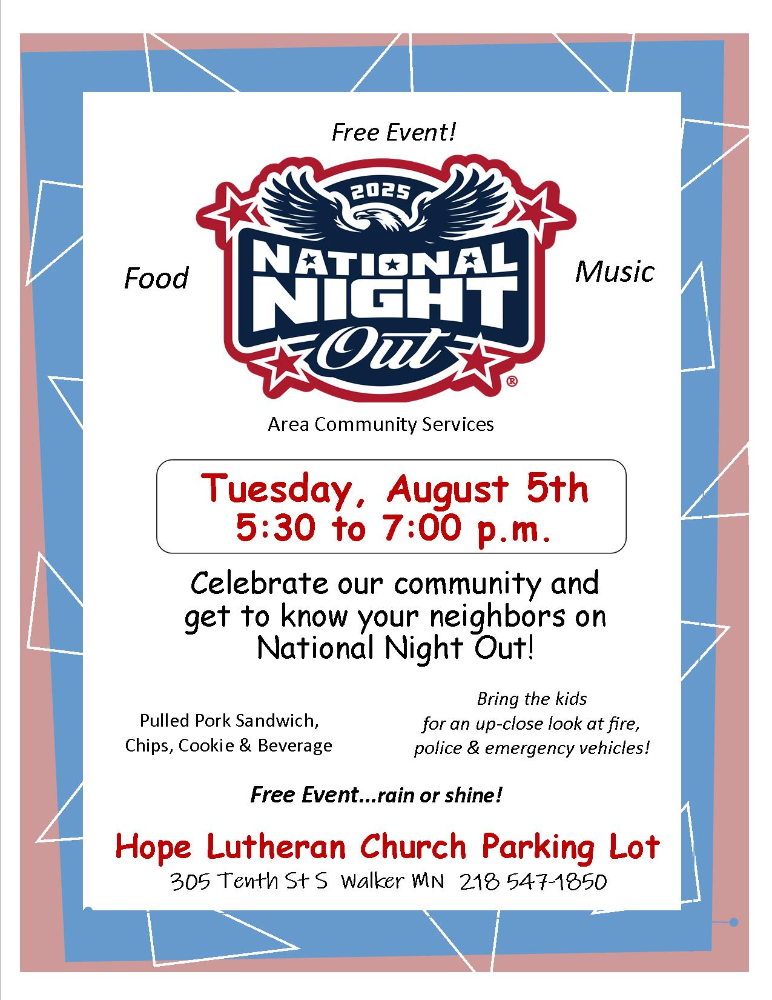 Free Event!
2025
NATIONAL
NIGHT
Out
®
Food
Music
Area Community Services
Tuesday, August 5th
5:30 to 7:00 p.m.
Celebrate our community and
get to know your neighbors on
National Night Out!
Pulled Pork Sandwich,
Chips, Cookie & Beverage
Bring the kids
for an up-close look at fire,
police & emergency vehicles!
Free Event...rain or shine!
Hope Lutheran Church Parking Lot
305 Tenth St S  Walker MN  218 547-1850